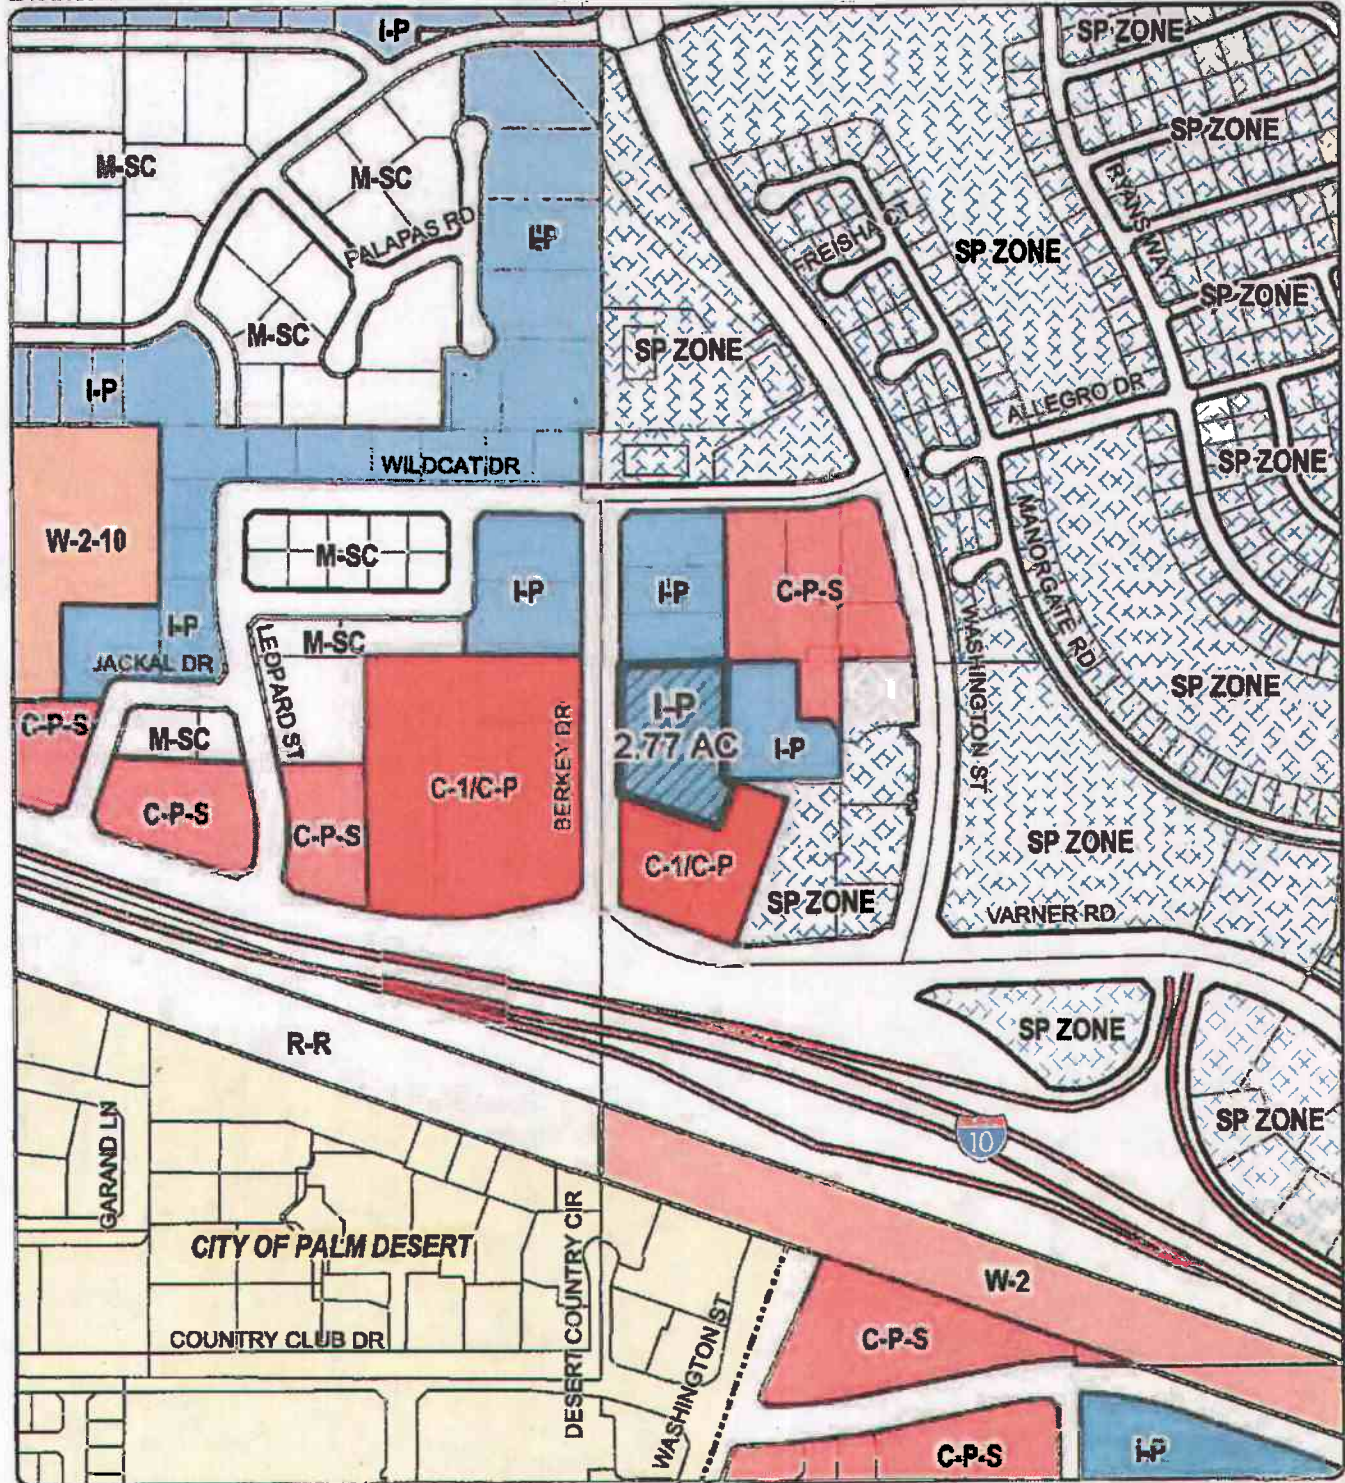 I-P
SP ZONE
SP ZONE
M-SC
M-SC
RYANS WAY
PALAPAS RD
I-P
REISHA CT
SP ZONE
SP ZONE
M-SC
SP ZONE
I-P
ALLEGRO DR
WILDCAT DR
SP ZONE
W-2-10
M-SC
I-P
I-P
C-P-S
MANORGATE RD
I-P
M-SC
LEOPARD ST
JACKAL DR
WASHINGTON ST
SP ZONE
C-P-S
M-SC
I-P
2.77 AC
I-P
BERKEY DR
C-1/C-P
C-P-S
C-P-S
C-1/C-P
SP ZONE
SP ZONE
VARNER RD
R-R
SP ZONE
10
SP ZONE
GARAND LN
CITY OF PALM DESERT
DESERT COUNTRY CIR
W-2
COUNTRY CLUB DR
WASHINGTON ST
C-P-S
C-P-S
I-P